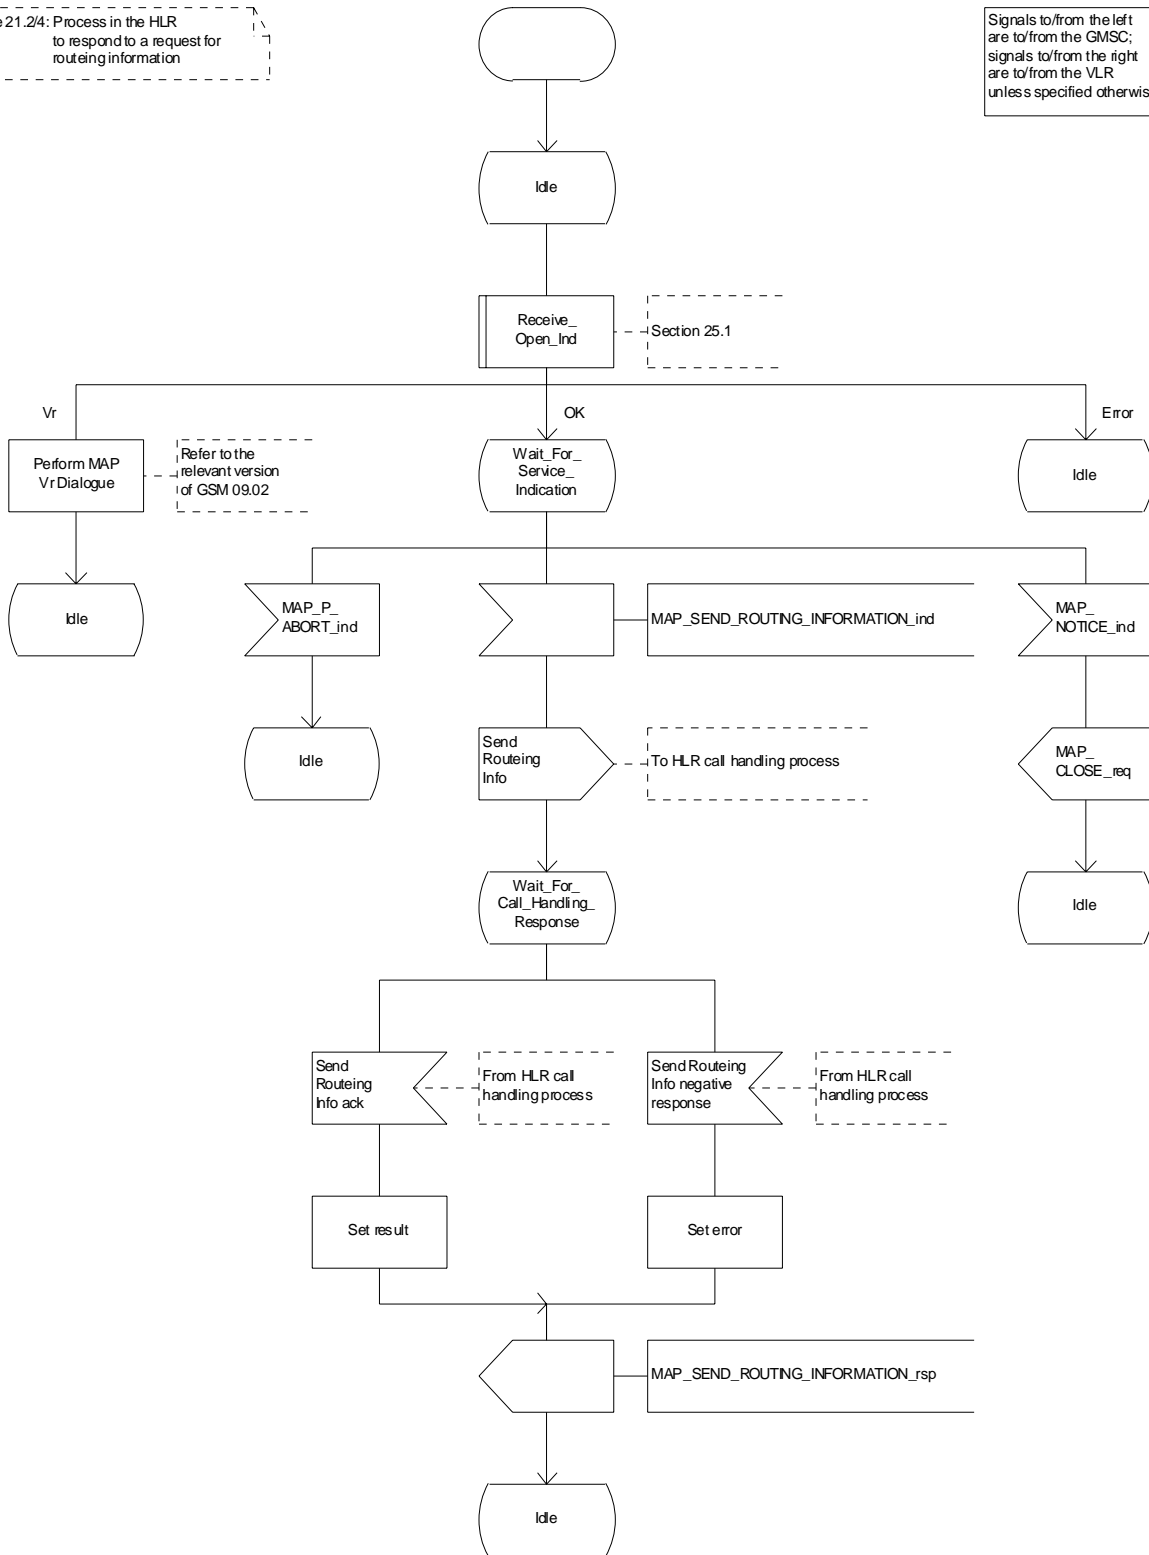 e 21.2/4: Process in the HLR
to respond to a request for
routeing information
Signals to/from the left
are to/from the GMSC;
signals to/from the right
are to/from the VLR
unless specified otherwis
Idle
Receive_
Open_Ind
Section 25.1
Vr
OK
Error
Perform MAP
Vr Dialogue
Refer to the
relevant version
of GSM 09.02
Wait_For_
Service_
Indication
Idle
Idle
MAP_P_
ABORT_ind
MAP_SEND_ROUTING_INFORMATION_ind
MAP_
NOTICE_ind
Idle
Send
Routeing
Info
To HLR call handling process
MAP_
CLOSE_req
Wait_For_
Call_Handling_
Response
Idle
Send
Routeing
Info ack
From HLR call
handling process
Send Routeing
Info negative
response
From HLR call
handling process
Set result
Set error
MAP_SEND_ROUTING_INFORMATION_rsp
Idle